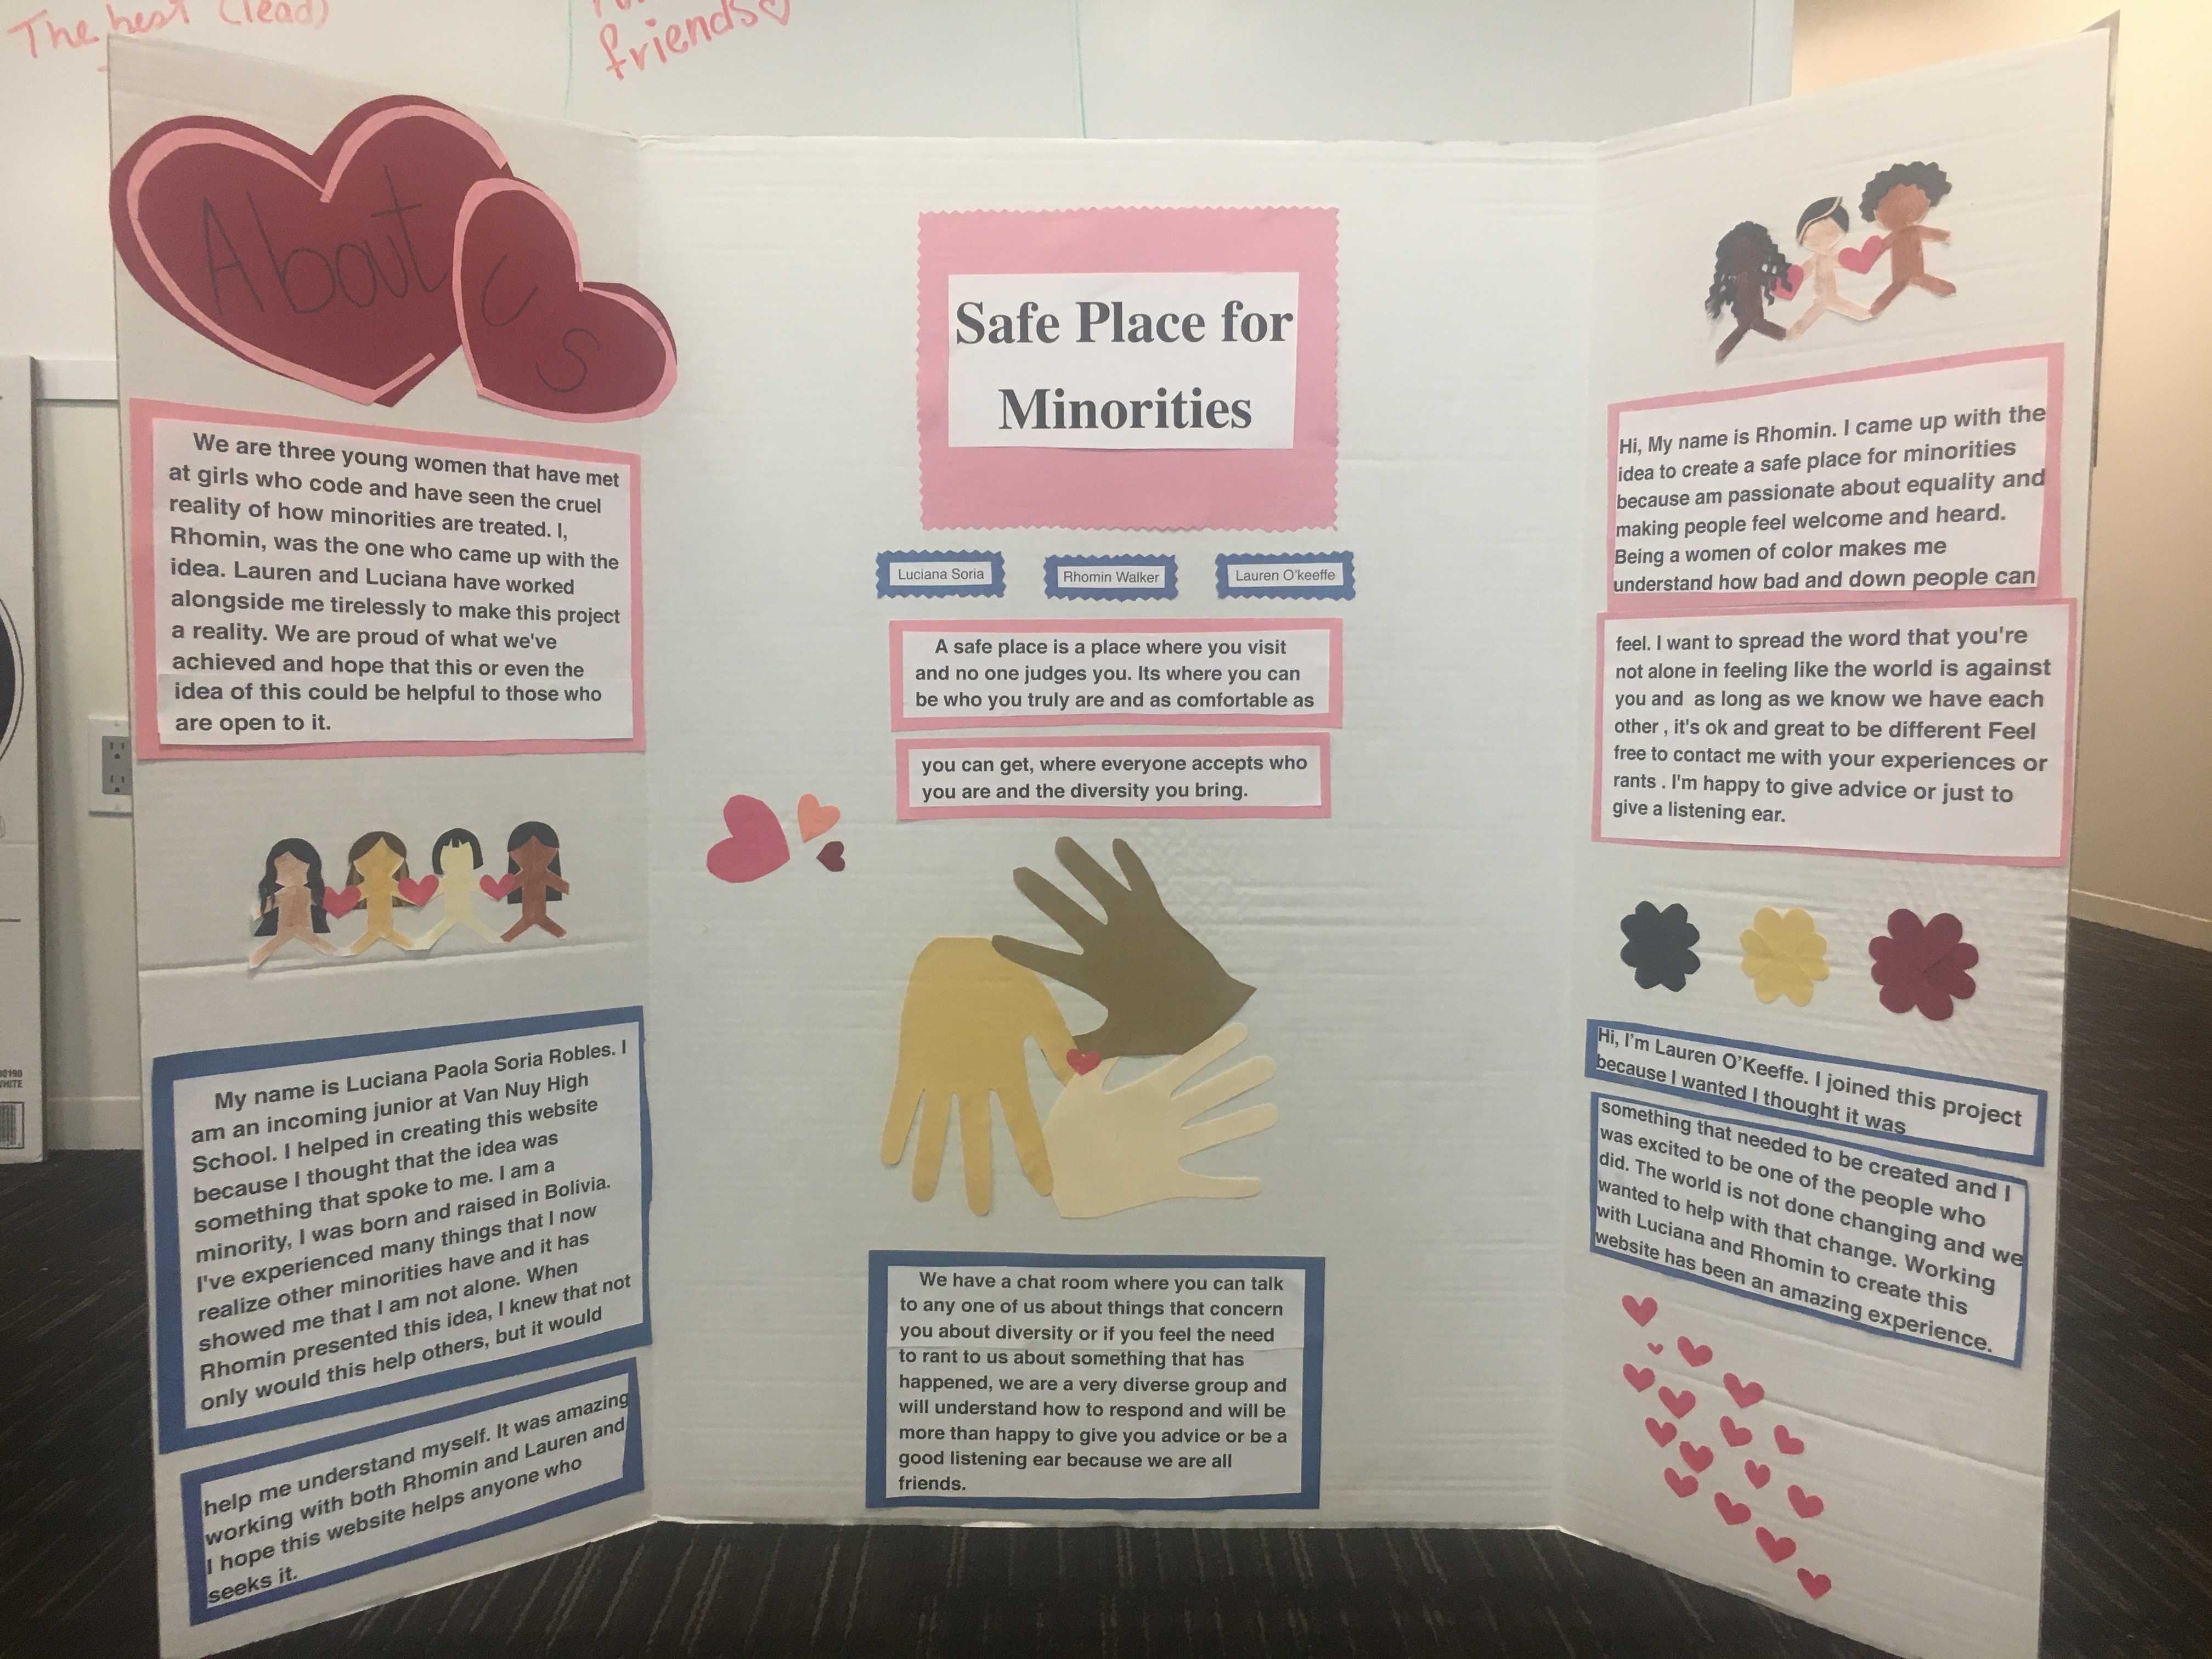 The best (lead)
friends
About
US
We are three young women that have met
at girls who code and have seen the cruel
reality of how minorities are treated. I,
Rhomin, was the one who came up with the
idea. Lauren and Luciana have worked
alongside me tirelessly to make this project
a reality. We are proud of what we've
achieved and hope that this or even the
idea of this could be helpful to those who
are open to it.
My name is Luciana Paola Soria Robles. I
am an incoming junior at Van Nuy High
School. I helped in creating this website
because I thought that the idea was
something that spoke to me. I am a
minority, I was born and raised in Bolivia.
I've experienced many things that I now
realize other minorities have and it has
showed me that I am not alone. When
Rhomin presented this idea, I knew that not
only would this help others, but it would
help me understand myself. It was amazing
working with both Rhomin and Lauren and
I hope this website helps anyone who
seeks it.
Safe Place for
Minorities
Luciana Soria
Rhomin Walker
Lauren O'keeffe
A safe place is a place where you visit
and no one judges you. Its where you can
be who you truly are and as comfortable as
you can get, where everyone accepts who
you are and the diversity you bring.
We have a chat room where you can talk
to any one of us about things that concern
you about diversity or if you feel the need
to rant to us about something that has
happened, we are a very diverse group and
will understand how to respond and will be
more than happy to give you advice or be a
good listening ear because we are all
friends.
Hi, My name is Rhomin. I came up with the
idea to create a safe place for minorities
because am passionate about equality and
making people feel welcome and heard.
Being a women of color makes me
understand how bad and down people can
feel. I want to spread the word that you're
not alone in feeling like the world is against
you and as long as we know we have each
other , it's ok and great to be different Feel
free to contact me with your experiences or
rants . I'm happy to give advice or just to
give a listening ear.
Hi, I'm Lauren O'Keeffe. I joined this project
because I wanted I thought it was
something that needed to be created and I
was excited to be one of the people who
did. The world is not done changing and we
wanted to help with that change. Working
with Luciana and Rhomin to create this
website has been an amazing experience.